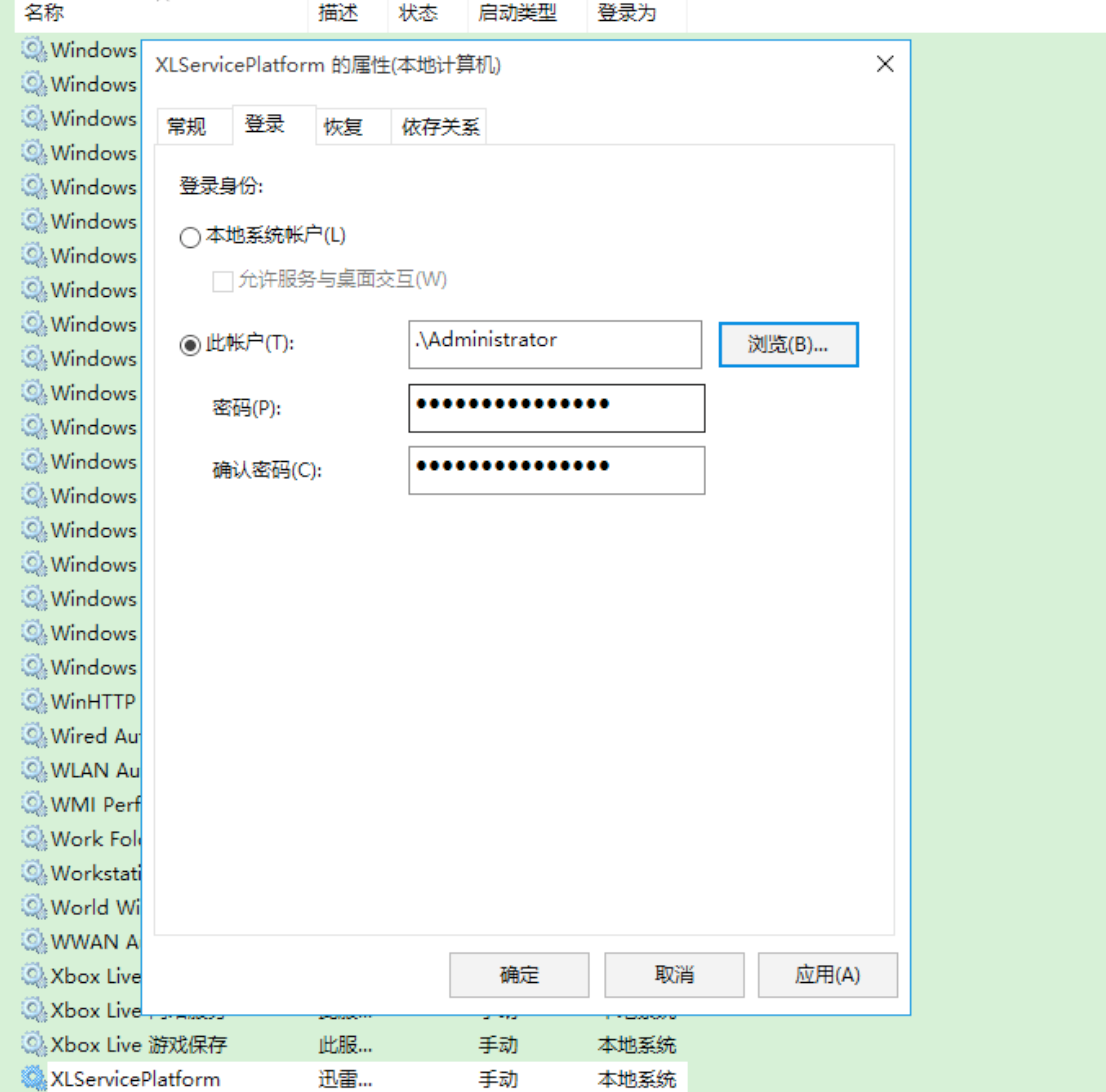 名称 描述 状态 启动类型 登录为
Windows
XLServicePlatform 的属性(本地计算机)
Windows
Windows
常规 登录 恢复 依存关系
Windows
Windows
登录身份:
Windows
本地系统帐户(L)
Windows
允许服务与桌面交互(W)
Windows
Windows
此帐户(T): .\Administrator 浏览(B)...
Windows
Windows
密码(P): ●●●●●●●●●●●●●●●
Windows
Windows
确认密码(C): ●●●●●●●●●●●●●●●
Windows
Windows
Windows
Windows
Windows
Windows
WinHTTP
Wired Au
WLAN Au
WMI Perf
Work Fol
Workstati
World Wi
WWAN A
Xbox Live
确定 取消 应用(A)
Xbox Live
Xbox Live 游戏保存 此服... 手动 本地系统
XLServicePlatform 迅雷... 手动 本地系统